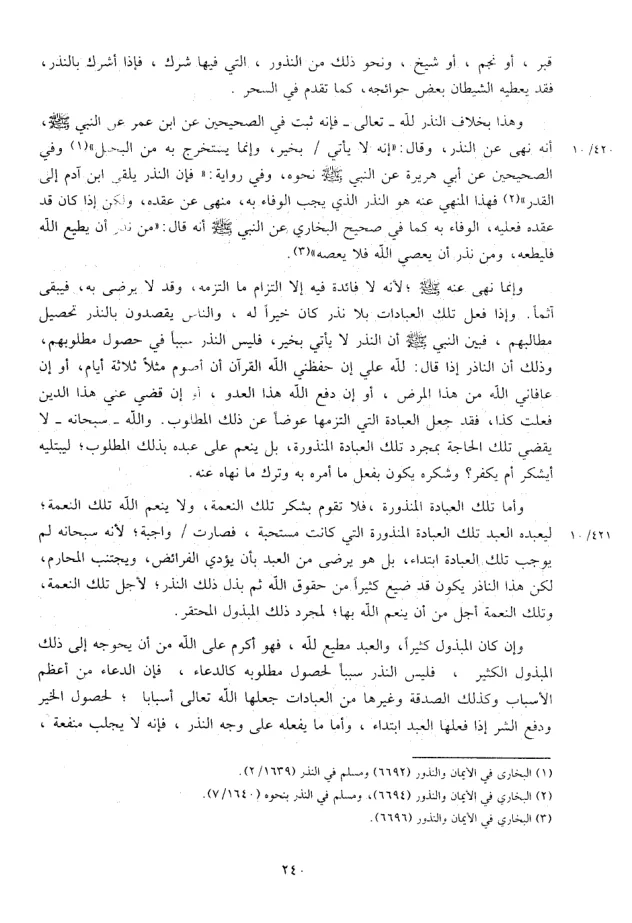 قبر ، أو نجم ، أو شيخ ، ونحو ذلك من النذور ، التي فيها شرك ، فإذا أشرك بالنذر،
فقد يعطيه الشيطان بعض حوائجه، كما تقدم في السحر .
وهذا بخلاف النذر لله ـ تعالى ـ فإنه ثبت في الصحيحين عن ابن عمر عن النبي ﷺ،
أنه نهى عن النذر، وقال: «إنه لا يأتي / بخير، وإنما يستخرج به من البخيل»(١) وفي ١٠/٤٢٠
الصحيحين عن أبي هريرة عن النبي ﷺ نحوه، وفي رواية: « فإن النذر يلقي ابن آدم إلى
القدر»(٢) فهذا المنهي عنه هو النذر الذي يجب الوفاء به، منهى عن عقده، ولكن إذا كان قد
عقده فعليه، الوفاء به كما في صحيح البخاري عن النبي ﷺ أنه قال: «من نذر أن يطيع الله
فليطعه، ومن نذر أن يعصي الله فلا يعصه»(٣).
وإنما نهى عنه ﷺ ؛لأنه لا فائدة فيه إلا التزام ما التزمه، وقد لا يرضى به، فيبقى
آثماً. وإذا فعل تلك العبادات بلا نذر كان خيراً له ، والناس يقصدون بالنذر تحصيل
مطالبهم ، فبين النبي ﷺ أن النذر لا يأتي بخير، فليس النذر سبباً في حصول مطلوبهم،
وذلك أن الناذر إذا قال: لله علي إن حفظني الله القرآن أن أصوم مثلاً ثلاثة أيام، أو إن
عافاني الله من هذا المرض ، أو إن دفع الله هذا العدو ، أو إن قضي عني هذا الدين
فعلت كذا، فقد جعل العبادة التي التزمها عوضاً عن ذلك المطلوب. والله ـ سبحانه ـ لا
يقضي تلك الحاجة بمجرد تلك العبادة المنذورة، بل ينعم على عبده بذلك المطلوب؛ ليبتليه
أيشكر أم يكفر؟ وشكره يكون بفعل ما أمره به وترك ما نهاه عنه.
وأما تلك العبادة المنذورة ،فلا تقوم بشكر تلك النعمة، ولا ينعم الله تلك النعمة؛
ليعبده العبد تلك العبادة المنذورة التي كانت مستحبة ، فصارت / واجبة؛ لأنه سبحانه لم ١٠/٤٢١
يوجب تلك العبادة ابتداء، بل هو يرضى من العبد بأن يؤدي الفرائض، ويجتنب المحارم،
لكن هذا الناذر يكون قد ضيع كثيراً من حقوق الله ثم بذل ذلك النذر؛ لأجل تلك النعمة،
وتلك النعمة أجل من أن ينعم الله بها؛ لمجرد ذلك المبذول المحتقر.
وإن كان المبذول كثيراً، والعبد مطيع لله ، فهو أكرم على الله من أن يحوجه إلى ذلك
المبذول الكثير ، فليس النذر سبباً لحصول مطلوبه كالدعاء ، فإن الدعاء من أعظم
الأسباب وكذلك الصدقة وغيرها من العبادات جعلها الله تعالى أسبابا ؛ لحصول الخير
ودفع الشر إذا فعلها العبد ابتداء ، وأما ما يفعله على وجه النذر ، فإنه لا يجلب منفعة ،
(١) البخارى في الأيمان والنذور (٦٦٩٢) ومسلم في النذر (٢/١٦٣٩).
(٢) البخاري في الأيمان والنذور (٦٦٩٤)، ومسلم في النذر بنحوه (٧/١٦٤٠).
(٣) البخاري في الأيمان والنذور (٦٦٩٦).
٢٤٠